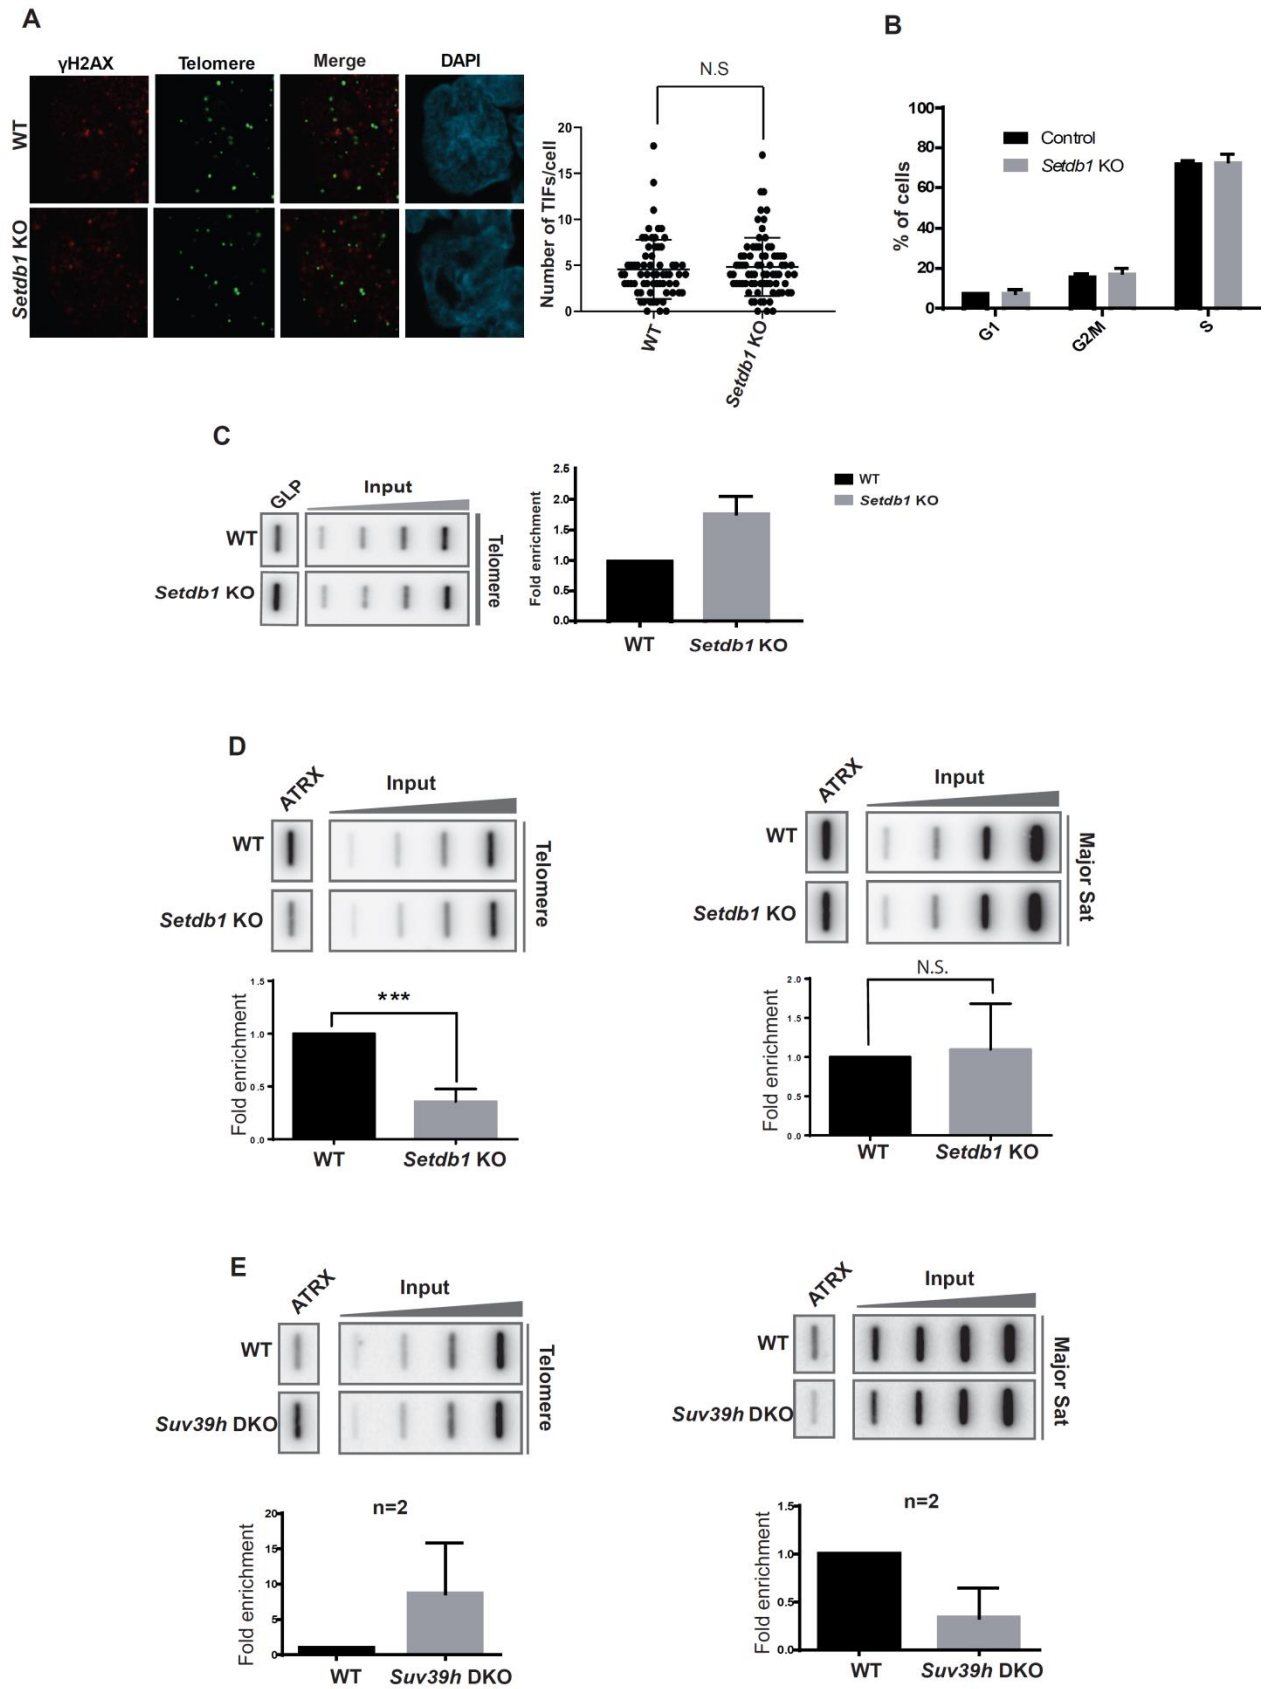 A
γH2AX Telomere Merge DAPI
WT
Setdb1 KO
N.S
Number of TIFs/cell
20
15
10
5
0
WT
Setdb1 KO
B
% of cells
100
80
60
40
20
0
Control
Setdb1 KO
G1
G2/M
S
C
GLP
Input
WT
Setdb1 KO
Telomere
Fold enrichment
2.5
2.0
1.5
1.0
0.5
0.0
WT
Setdb1 KO
WT Setdb1 KO
D
ATRX
Input
WT
Setdb1 KO
Telomere
Fold enrichment
1.5
1.0
0.5
0.0
***
WT Setdb1 KO
ATRX
Input
WT
Setdb1 KO
Major Sat
Fold enrichment
2.0
1.5
1.0
0.5
0.0
N.S.
WT Setdb1 KO
E
ATRX
Input
WT
Suv39h DKO
Telomere
Fold enrichment
20
15
10
5
0
n=2
WT Suv39h DKO
ATRX
Input
WT
Suv39h DKO
Major Sat
Fold enrichment
1.5
1.0
0.5
0.0
n=2
WT Suv39h DKO